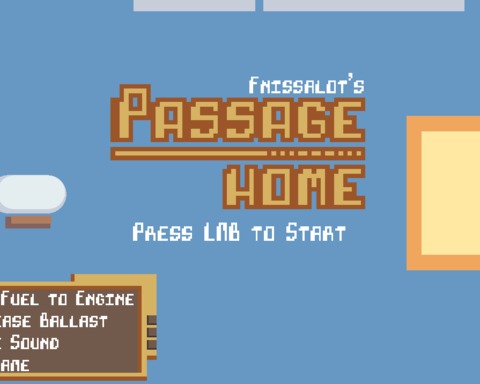 Fnissalot's
Passage
Home
Press LMB to Start
Fuel to Engine
Ballast
Sound